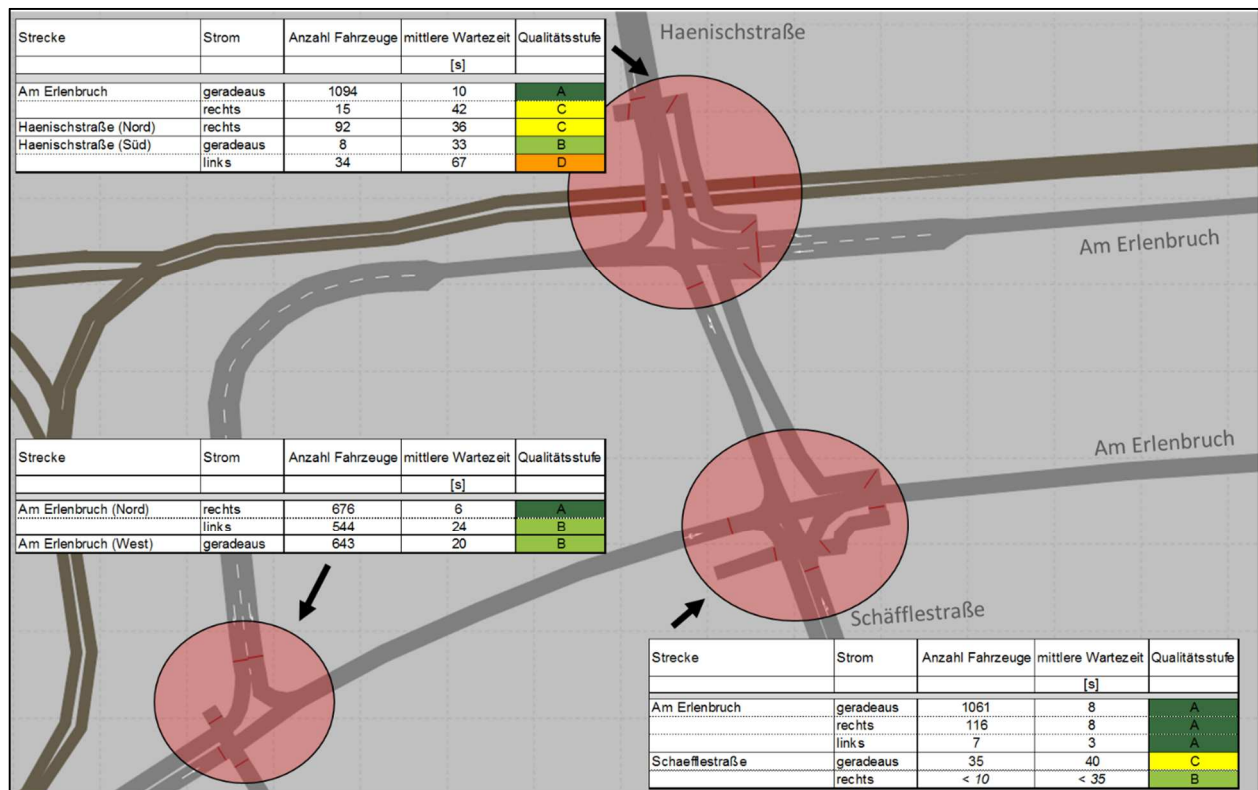 Strecke Strom Anzahl Fahrzeuge mittlere Wartezeit Qualitätsstufe
[s]
Am Erlenbruch geradeaus 1094 10 A
rechts 15 42 C
Haenischstraße (Nord) rechts 92 36 C
Haenischstraße (Süd) geradeaus 8 33 B
links 34 67 D
Haenischstraße
Am Erlenbruch
Strecke Strom Anzahl Fahrzeuge mittlere Wartezeit Qualitätsstufe
[s]
Am Erlenbruch (Nord) rechts 676 6 A
links 544 24 B
Am Erlenbruch (West) geradeaus 643 20 B
Am Erlenbruch
Schäfflestraße
Strecke Strom Anzahl Fahrzeuge mittlere Wartezeit Qualitätsstufe
[s]
Am Erlenbruch geradeaus 1061 8 A
rechts 116 8 A
links 7 3 A
Schaefflestraße geradeaus 35 40 C
rechts < 10 < 35 B